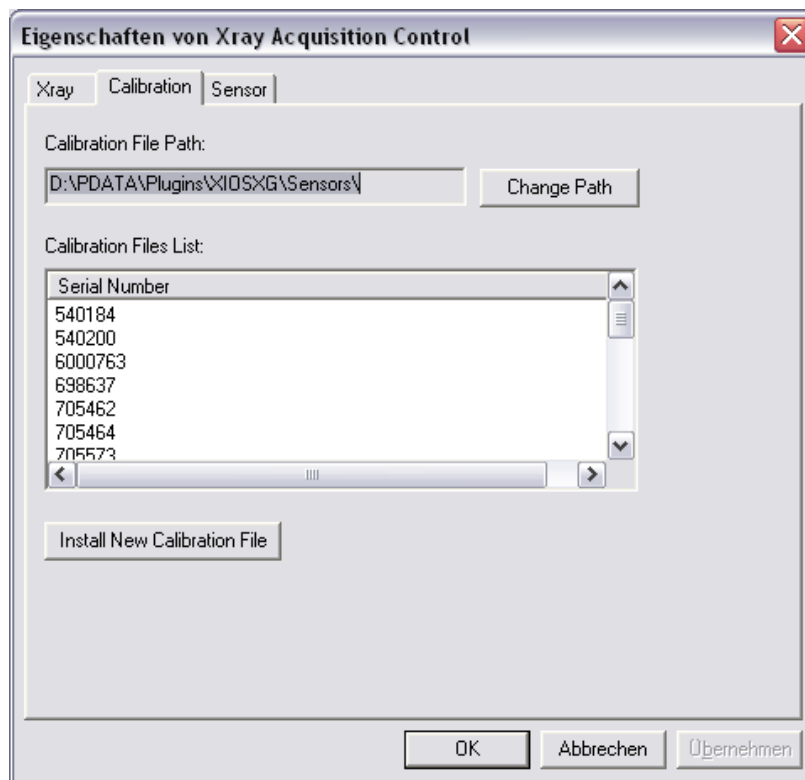 Eigenschaften von Xray Acquisition Control
Xray Calibration Sensor
Calibration File Path:
D:\PDATA\Plugins\XIOSXG\Sensors\
Change Path
Calibration Files List:
Serial Number
540184
540200
6000763
698637
705462
705464
705573
Install New Calibration File
OK Abbrechen Übernehmen